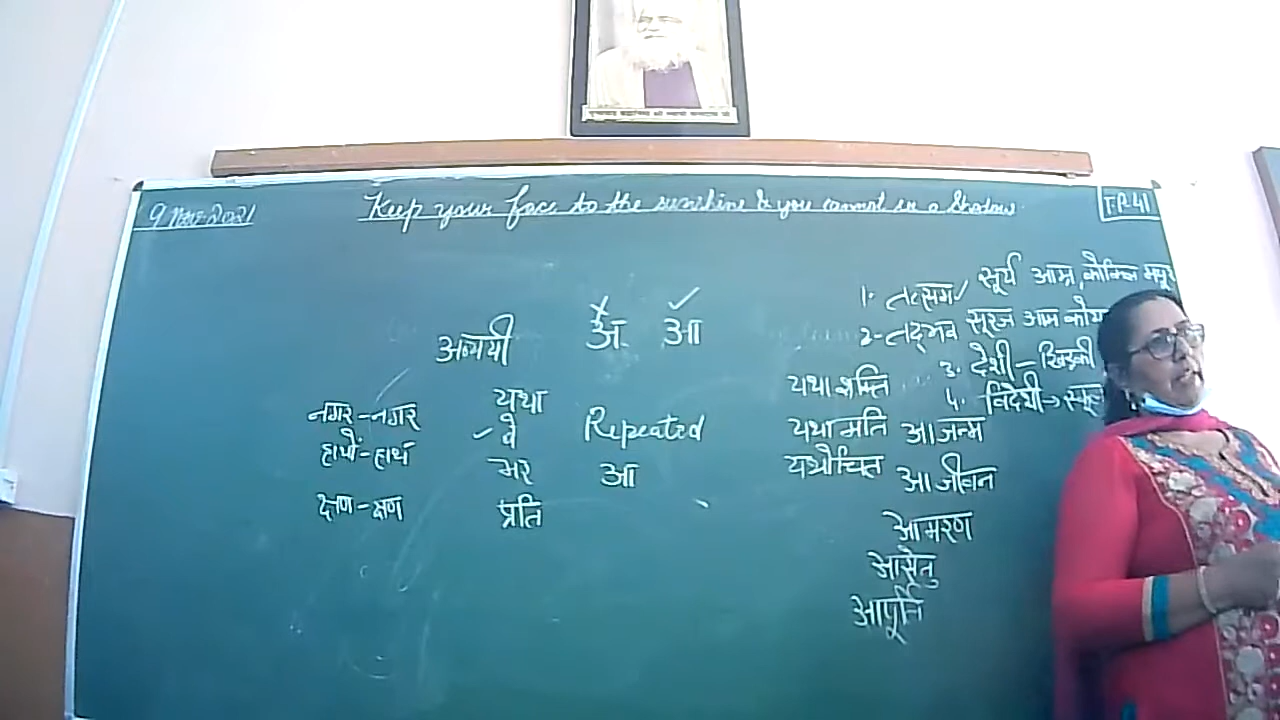 9 Nov. 2021
Keep your face to the sunshine & you cannot see a Shadow.
T.P. 41
1. तत्सम ✓ सूर्य आम्र, कोकिल मयूर
2- तद्भव सूरज आम
3. देशी - खिड़की
4. विदेशी →
अव्ययी
अ आ
यथा
वे
भर
प्रति
Repeated
आ
नगर-नगर
हाथों-हाथ
क्षण-क्षण
यथाशक्ति
यथामति
यथोचित
आजन्म
आजीवन
आमरण
आसेतु
आपूर्ति